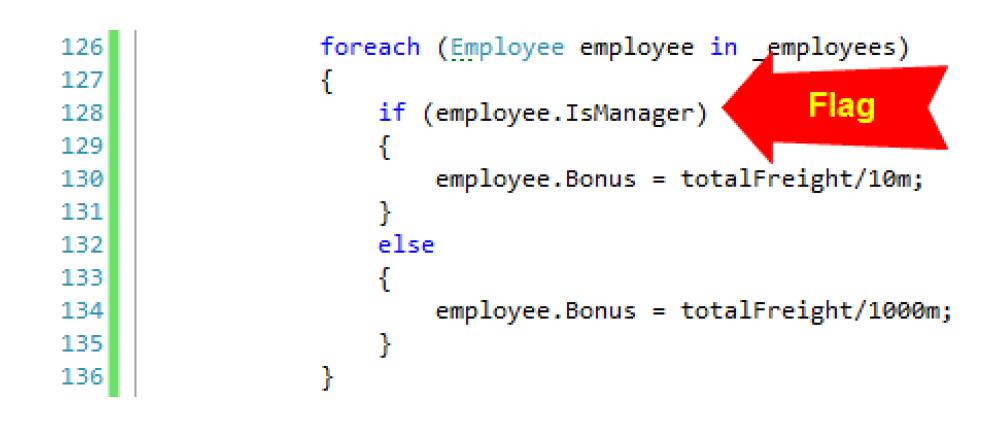 126 foreach (Employee employee in _employees)
127 {
128 if (employee.IsManager) Flag
129 {
130 employee.Bonus = totalFreight/10m;
131 }
132 else
133 {
134 employee.Bonus = totalFreight/1000m;
135 }
136 }